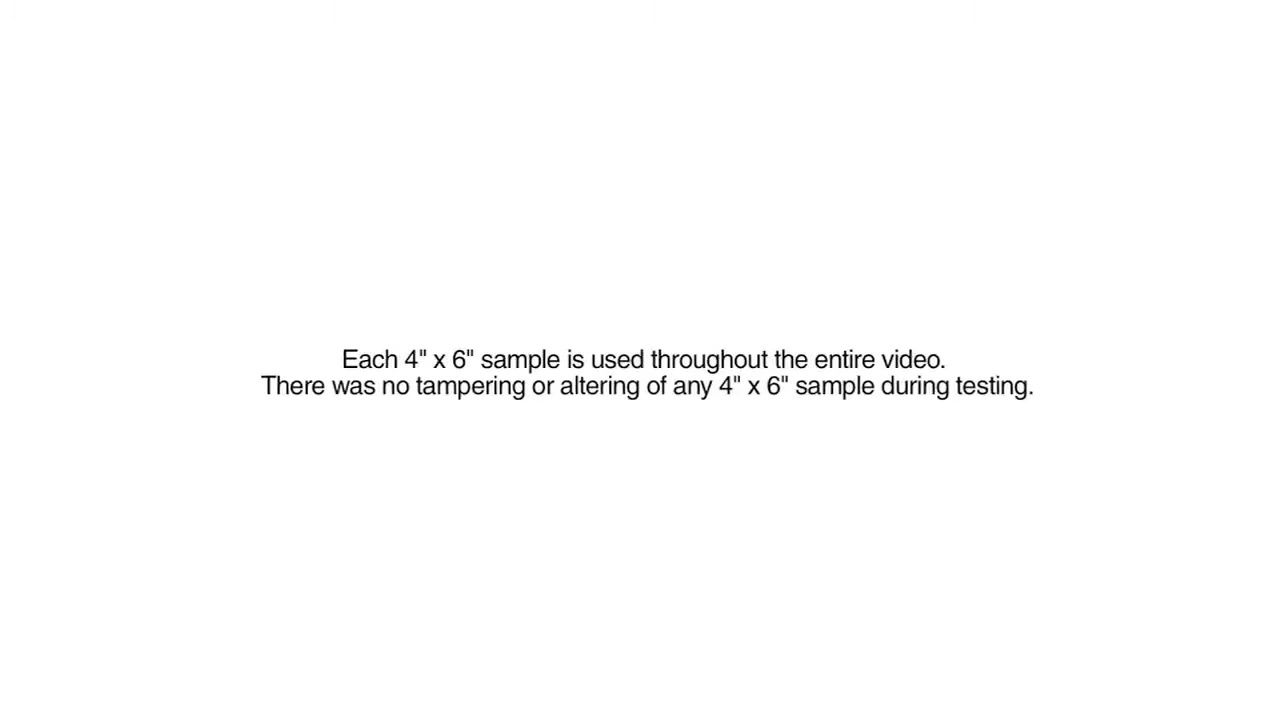 Each 4" x 6" sample is used throughout the entire video.
There was no tampering or altering of any 4" x 6" sample during testing.